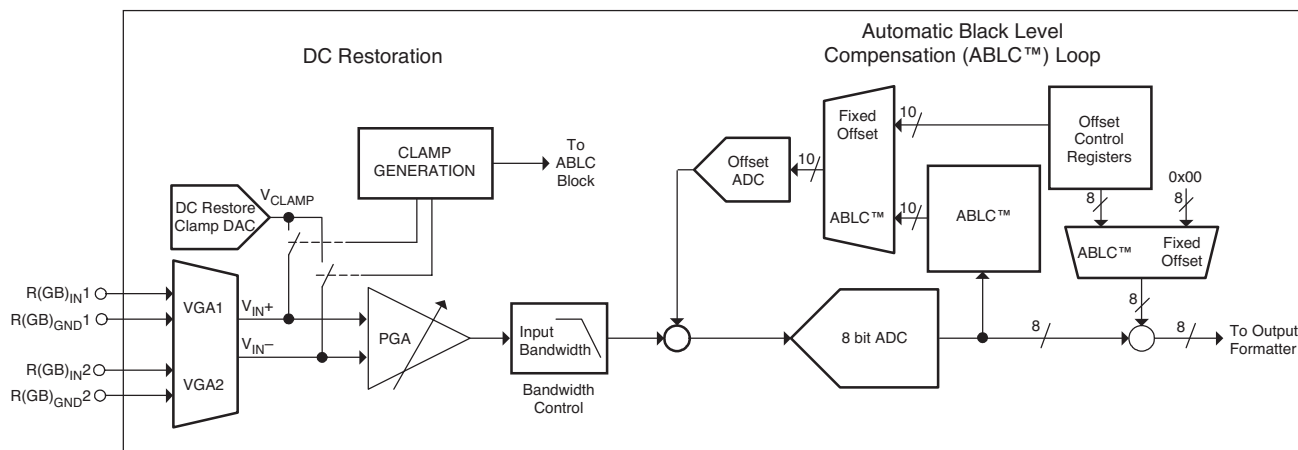 DC Restoration
Automatic Black Level
Compensation (ABLC™) Loop
CLAMP
GENERATION
To
ABLC
Block
DC Restore
Clamp DAC
VCLAMP
R(GB)IN1
R(GB)GND1
R(GB)IN2
R(GB)GND2
VGA1
VGA2
VIN+
VIN−
PGA
Input
Bandwidth
Bandwidth
Control
Offset
ADC
10
Fixed
Offset
ABLC™
10
10
ABLC™
Offset
Control
Registers
8
0x00
8
ABLC™
Fixed
Offset
8
8 bit ADC
8
8
To Output
Formatter